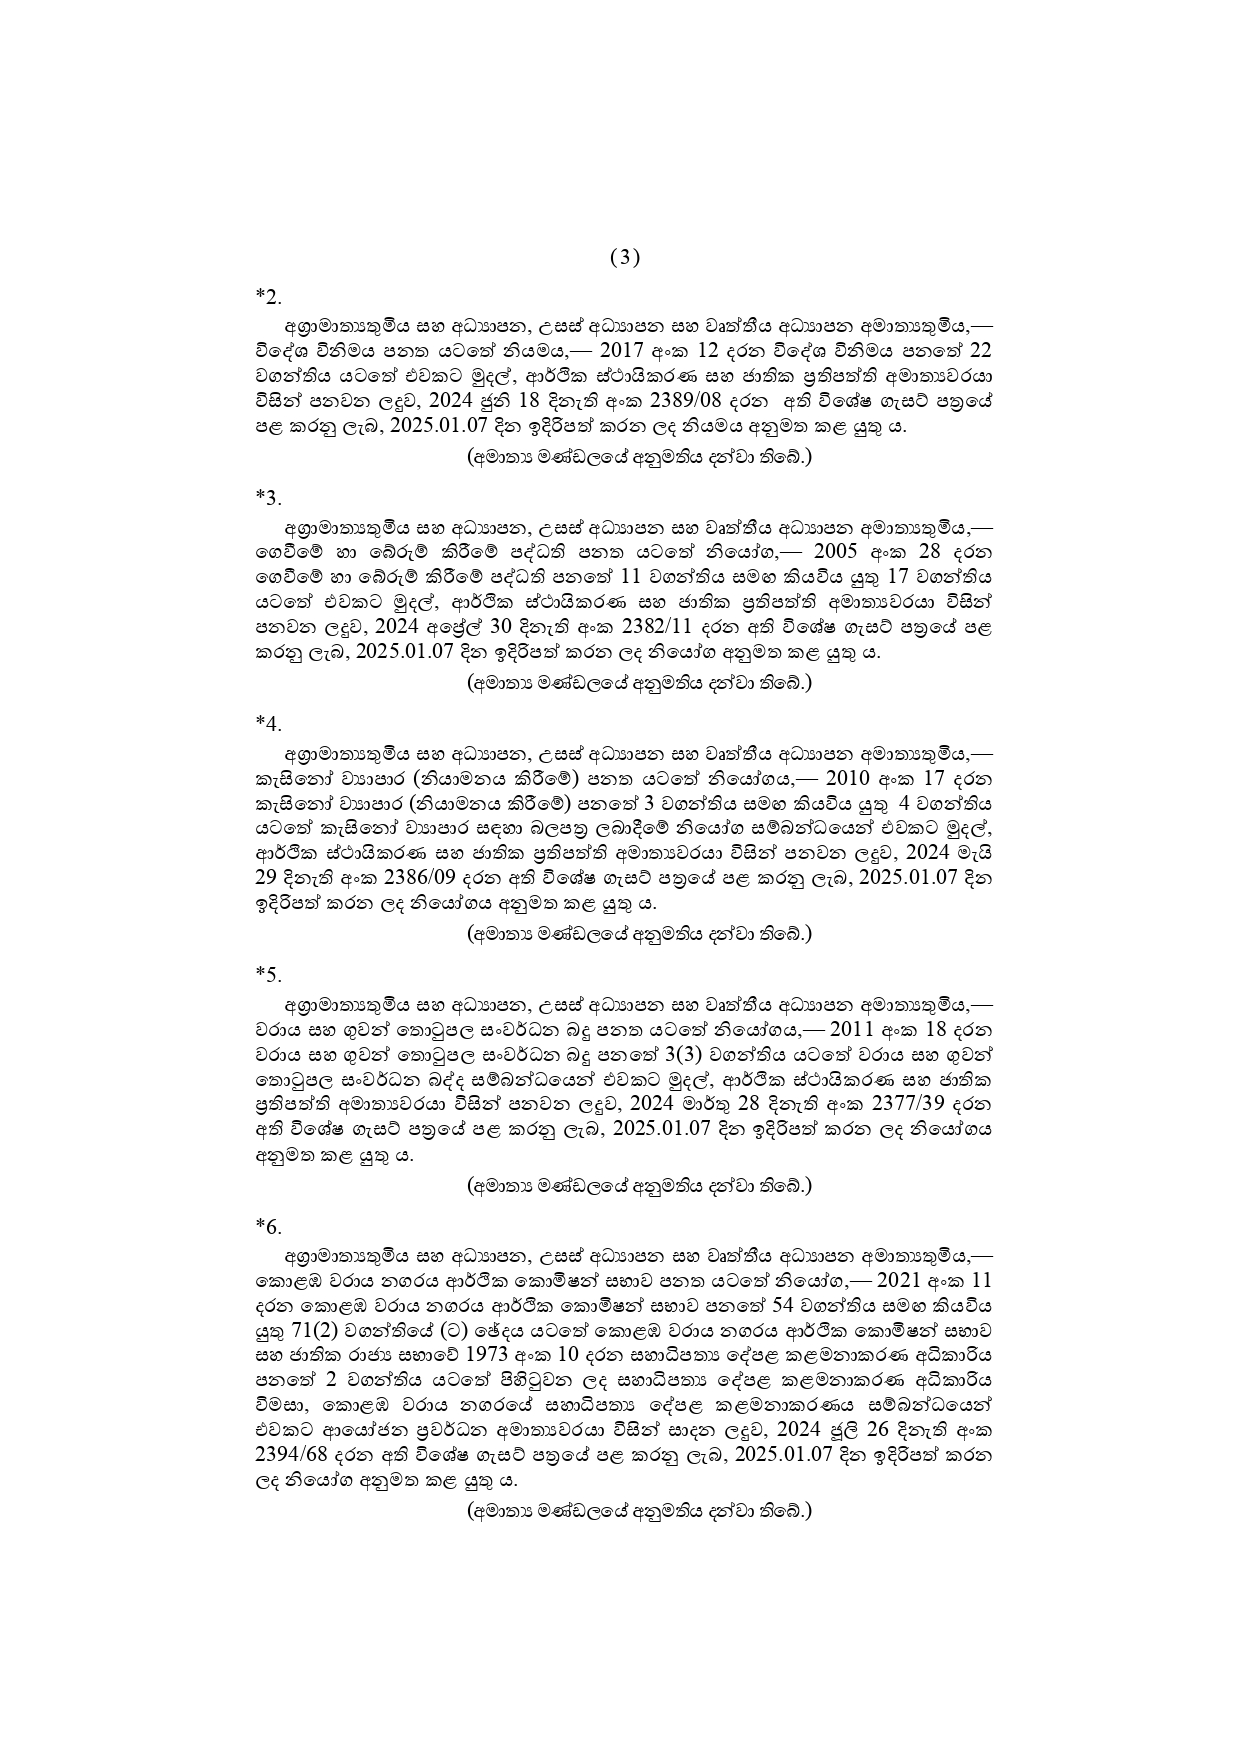 (3)
*2.
අග්‍රාමාත්‍යතුමිය සහ අධ්‍යාපන, උසස් අධ්‍යාපන සහ වෘත්තීය අධ්‍යාපන අමාත්‍යතුමිය,—
විදේශ විනිමය පනත යටතේ නියමය,— 2017 අංක 12 දරන විදේශ විනිමය පනතේ 22
වගන්තිය යටතේ එවකට මුදල්, ආර්ථික ස්ථායිකරණ සහ ජාතික ප්‍රතිපත්ති අමාත්‍යවරයා
විසින් පනවන ලදුව, 2024 ජුනි 18 දිනැති අංක 2389/08 දරන අති විශේෂ ගැසට් පත්‍රයේ
පළ කරනු ලැබ, 2025.01.07 දින ඉදිරිපත් කරන ලද නියමය අනුමත කළ යුතු ය.
(අමාත්‍ය මණ්ඩලයේ අනුමතිය දන්වා තිබේ.)
*3.
අග්‍රාමාත්‍යතුමිය සහ අධ්‍යාපන, උසස් අධ්‍යාපන සහ වෘත්තීය අධ්‍යාපන අමාත්‍යතුමිය,—
ගෙවීමේ හා බේරුම් කිරීමේ පද්ධති පනත යටතේ නියෝග,— 2005 අංක 28 දරන
ගෙවීමේ හා බේරුම් කිරීමේ පද්ධති පනතේ 11 වගන්තිය සමඟ කියවිය යුතු 17 වගන්තිය
යටතේ එවකට මුදල්, ආර්ථික ස්ථායිකරණ සහ ජාතික ප්‍රතිපත්ති අමාත්‍යවරයා විසින්
පනවන ලදුව, 2024 අප්‍රේල් 30 දිනැති අංක 2382/11 දරන අති විශේෂ ගැසට් පත්‍රයේ පළ
කරනු ලැබ, 2025.01.07 දින ඉදිරිපත් කරන ලද නියෝග අනුමත කළ යුතු ය.
(අමාත්‍ය මණ්ඩලයේ අනුමතිය දන්වා තිබේ.)
*4.
අග්‍රාමාත්‍යතුමිය සහ අධ්‍යාපන, උසස් අධ්‍යාපන සහ වෘත්තීය අධ්‍යාපන අමාත්‍යතුමිය,—
කැසිනෝ ව්‍යාපාර (නියාමනය කිරීමේ) පනත යටතේ නියෝගය,— 2010 අංක 17 දරන
කැසිනෝ ව්‍යාපාර (නියාමනය කිරීමේ) පනතේ 3 වගන්තිය සමඟ කියවිය යුතු 4 වගන්තිය
යටතේ කැසිනෝ ව්‍යාපාර සඳහා බලපත්‍ර ලබාදීමේ නියෝග සම්බන්ධයෙන් එවකට මුදල්,
ආර්ථික ස්ථායිකරණ සහ ජාතික ප්‍රතිපත්ති අමාත්‍යවරයා විසින් පනවන ලදුව, 2024 මැයි
29 දිනැති අංක 2386/09 දරන අති විශේෂ ගැසට් පත්‍රයේ පළ කරනු ලැබ, 2025.01.07 දින
ඉදිරිපත් කරන ලද නියෝගය අනුමත කළ යුතු ය.
(අමාත්‍ය මණ්ඩලයේ අනුමතිය දන්වා තිබේ.)
*5.
අග්‍රාමාත්‍යතුමිය සහ අධ්‍යාපන, උසස් අධ්‍යාපන සහ වෘත්තීය අධ්‍යාපන අමාත්‍යතුමිය,—
වරාය සහ ගුවන් තොටුපල සංවර්ධන බදු පනත යටතේ නියෝගය,— 2011 අංක 18 දරන
වරාය සහ ගුවන් තොටුපල සංවර්ධන බදු පනතේ 3(3) වගන්තිය යටතේ වරාය සහ ගුවන්
තොටුපල සංවර්ධන බද්ද සම්බන්ධයෙන් එවකට මුදල්, ආර්ථික ස්ථායිකරණ සහ ජාතික
ප්‍රතිපත්ති අමාත්‍යවරයා විසින් පනවන ලදුව, 2024 මාර්තු 28 දිනැති අංක 2377/39 දරන
අති විශේෂ ගැසට් පත්‍රයේ පළ කරනු ලැබ, 2025.01.07 දින ඉදිරිපත් කරන ලද නියෝගය
අනුමත කළ යුතු ය.
(අමාත්‍ය මණ්ඩලයේ අනුමතිය දන්වා තිබේ.)
*6.
අග්‍රාමාත්‍යතුමිය සහ අධ්‍යාපන, උසස් අධ්‍යාපන සහ වෘත්තීය අධ්‍යාපන අමාත්‍යතුමිය,—
කොළඹ වරාය නගරය ආර්ථික කොමිෂන් සභාව පනත යටතේ නියෝග,— 2021 අංක 11
දරන කොළඹ වරාය නගරය ආර්ථික කොමිෂන් සභාව පනතේ 54 වගන්තිය සමඟ කියවිය
යුතු 71(2) වගන්තියේ (ට) ඡේදය යටතේ කොළඹ වරාය නගරය ආර්ථික කොමිෂන් සභාව
සහ ජාතික රාජ්‍ය සභාවේ 1973 අංක 10 දරන සහාධිපත්‍ය දේපළ කළමනාකරණ අධිකාරිය
පනතේ 2 වගන්තිය යටතේ පිහිටුවන ලද සහාධිපත්‍ය දේපළ කළමනාකරණ අධිකාරිය
විමසා, කොළඹ වරාය නගරයේ සහාධිපත්‍ය දේපළ කළමනාකරණය සම්බන්ධයෙන්
එවකට ආයෝජන ප්‍රවර්ධන අමාත්‍යවරයා විසින් සාදන ලදුව, 2024 ජූලි 26 දිනැති අංක
2394/68 දරන අති විශේෂ ගැසට් පත්‍රයේ පළ කරනු ලැබ, 2025.01.07 දින ඉදිරිපත් කරන
ලද නියෝග අනුමත කළ යුතු ය.
(අමාත්‍ය මණ්ඩලයේ අනුමතිය දන්වා තිබේ.)